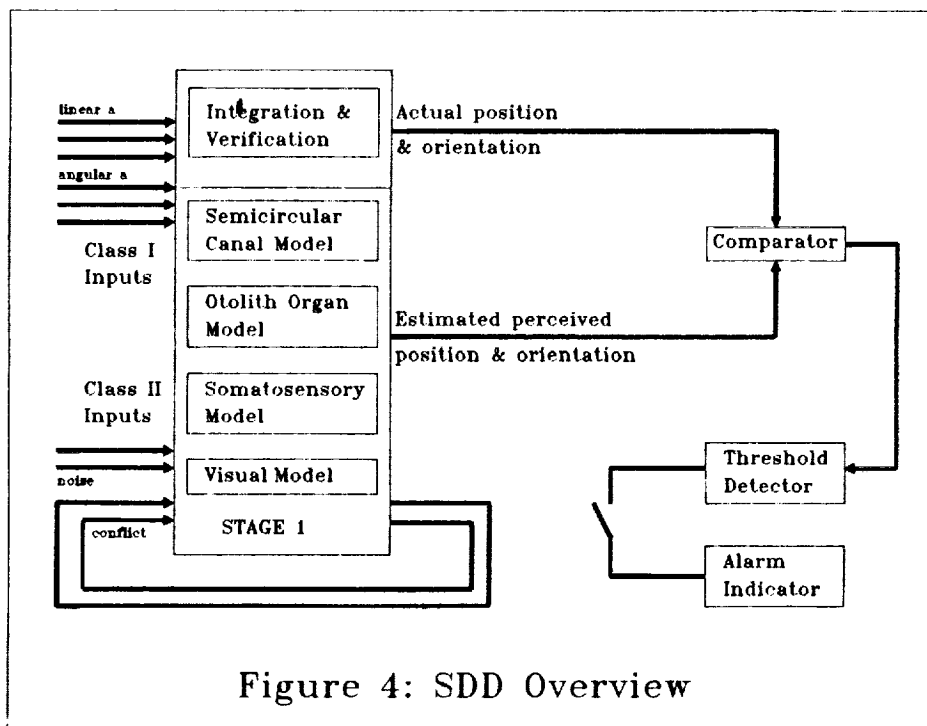 linear a
angular a
Class I
Inputs
Class II
Inputs
noise
conflict
Integration &
Verification
Semicircular
Canal Model
Otolith Organ
Model
Somatosensory
Model
Visual Model
STAGE 1
Actual position
& orientation
Estimated perceived
position & orientation
Comparator
Threshold
Detector
Alarm
Indicator
Figure 4: SDD Overview